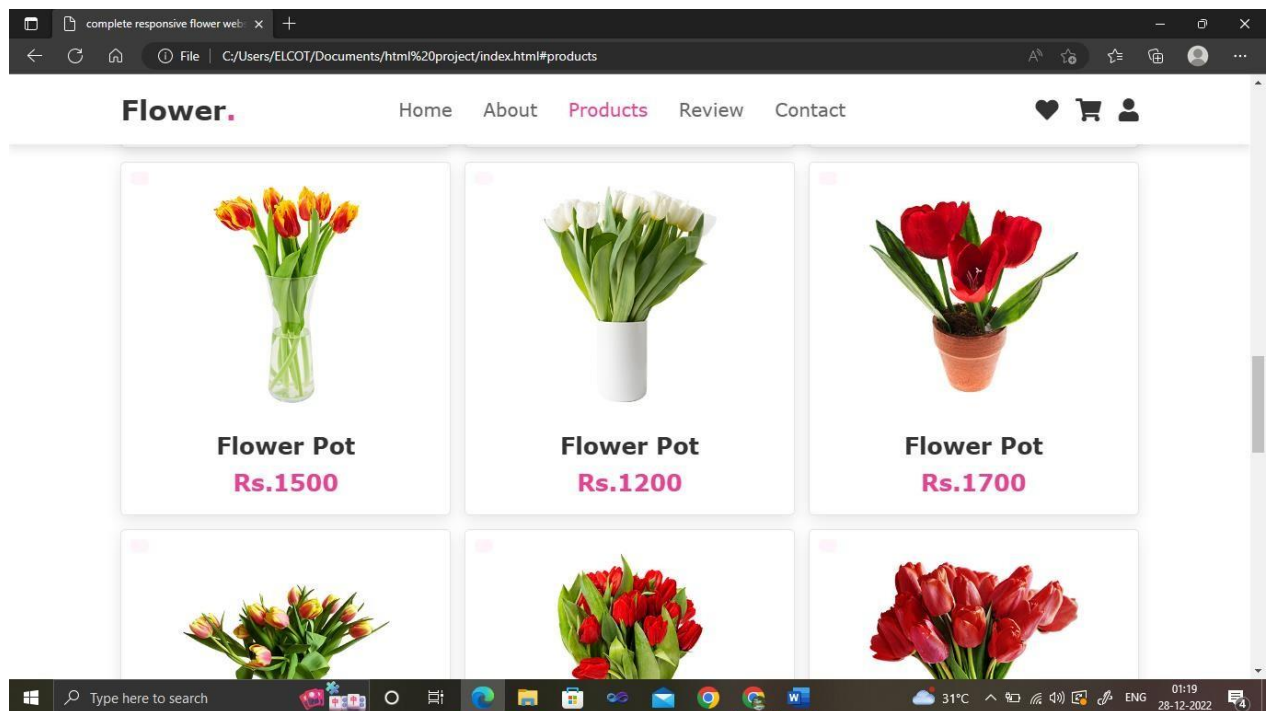 complete responsive flower web
File C:/Users/ELCOT/Documents/html%20project/index.html#products
Flower. Home About Products Review Contact
Flower Pot Flower Pot Flower Pot
Rs.1500 Rs.1200 Rs.1700
Type here to search 31°C ENG 01:19
28-12-2022 4